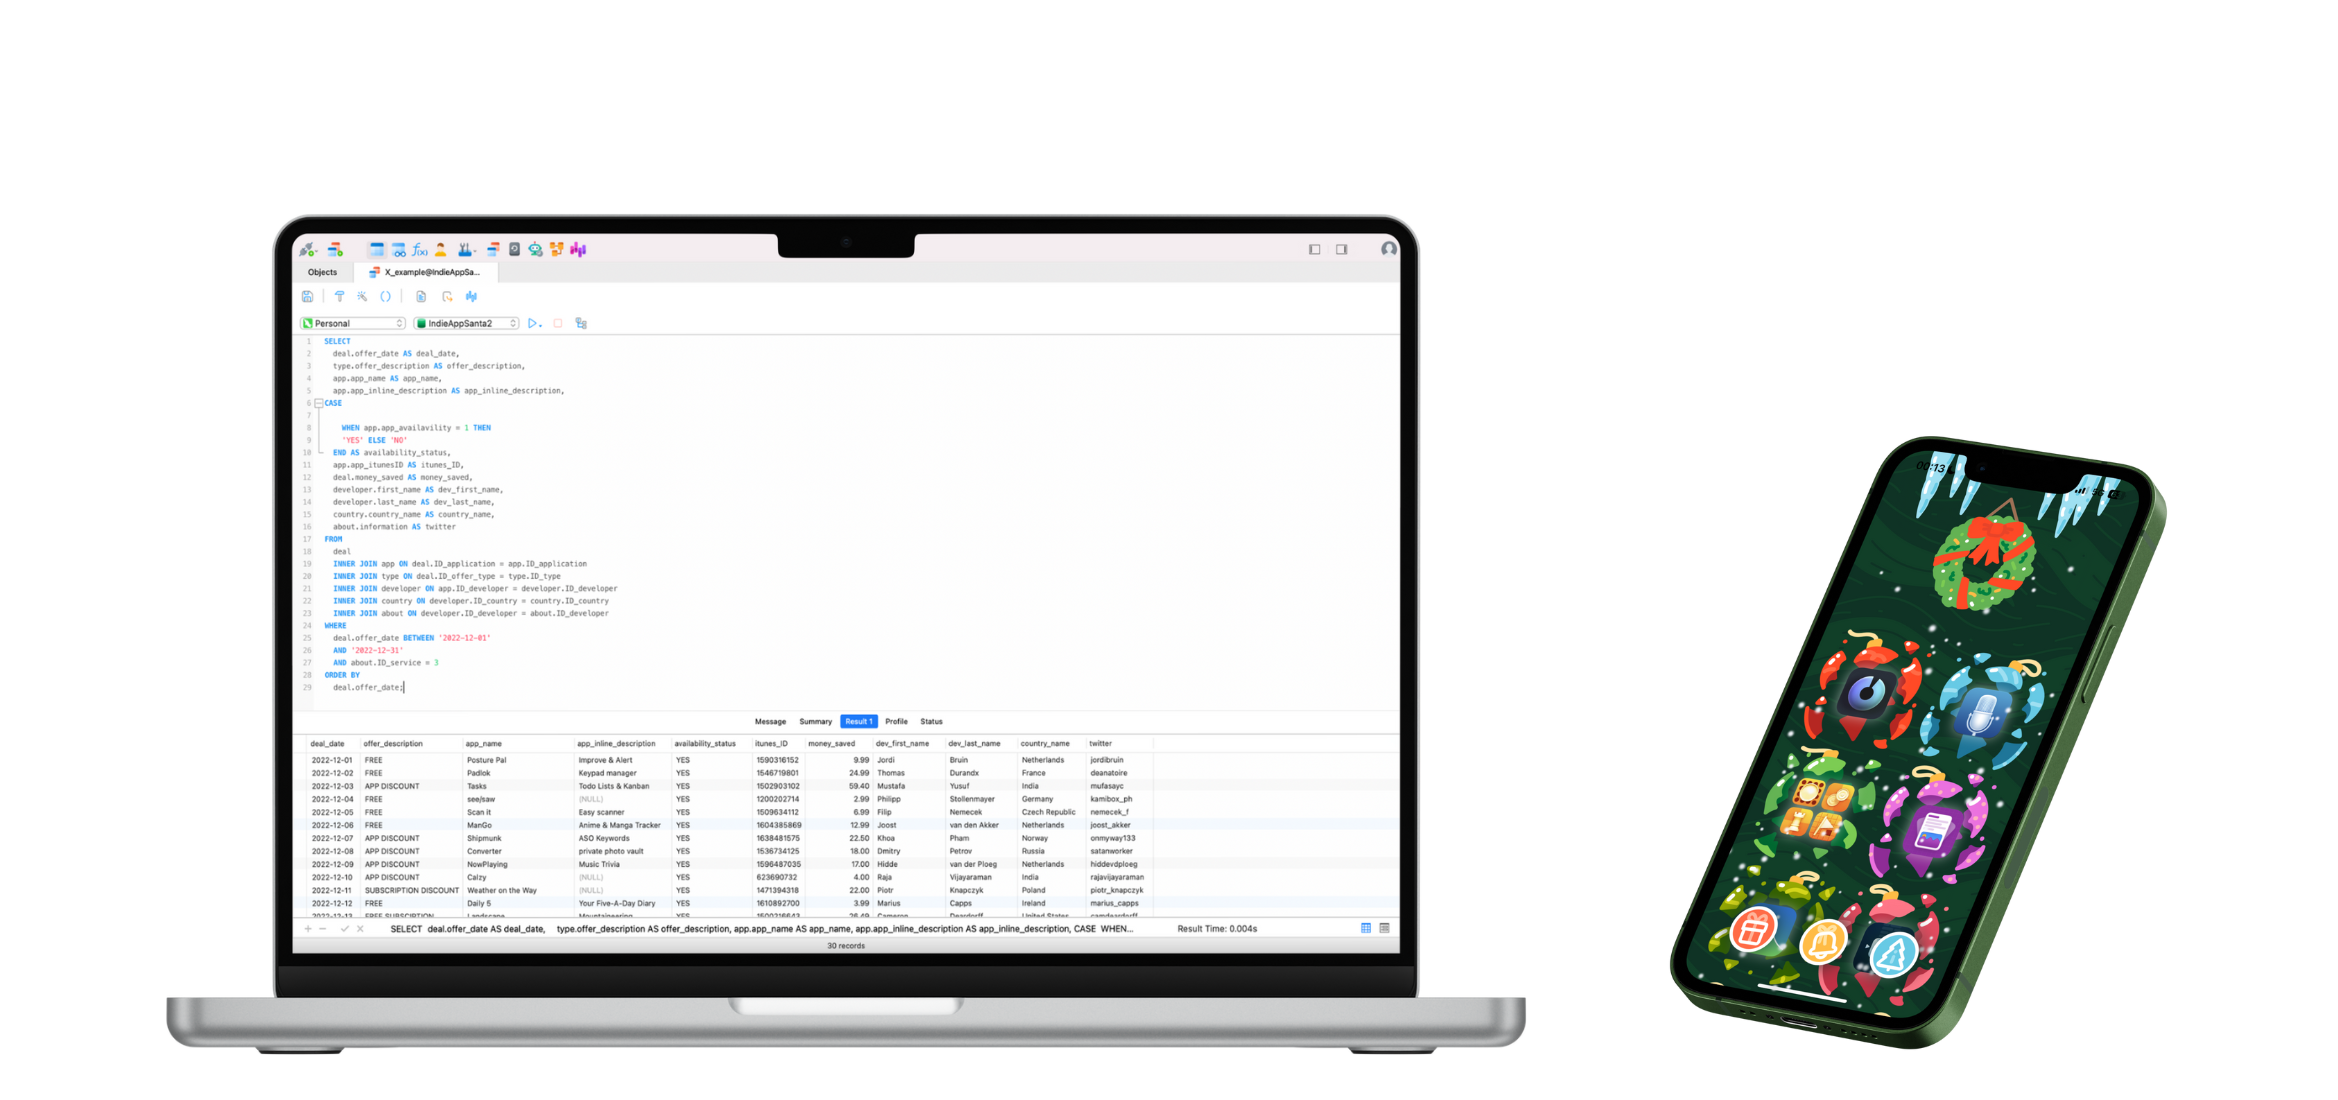 Objects X_example@IndieAppSa...
Personal IndieAppSanta2
1 SELECT
2 deal.offer_date AS deal_date,
3 type.offer_description AS offer_description,
4 app.app_name AS app_name,
5 app.app_inline_description AS app_inline_description,
6 CASE
7
8 WHEN app.app_availavility = 1 THEN
9 'YES' ELSE 'NO'
10 END AS availability_status,
11 app.app_itunesID AS itunes_ID,
12 deal.money_saved AS money_saved,
13 developer.first_name AS dev_first_name,
14 developer.last_name AS dev_last_name,
15 country.country_name AS country_name,
16 about.information AS twitter
17 FROM
18 deal
19 INNER JOIN app ON deal.ID_application = app.ID_application
20 INNER JOIN type ON deal.ID_offer_type = type.ID_type
21 INNER JOIN developer ON app.ID_developer = developer.ID_developer
22 INNER JOIN country ON developer.ID_country = country.ID_country
23 INNER JOIN about ON developer.ID_developer = about.ID_developer
24 WHERE
25 deal.offer_date BETWEEN '2022-12-01'
26 AND '2022-12-31'
27 AND about.ID_service = 3
28 ORDER BY
29 deal.offer_date;
Message Summary Result 1 Profile Status
deal_date offer_description app_name app_inline_description availability_status itunes_ID money_saved dev_first_name dev_last_name country_name twitter
2022-12-01 FREE Posture Pal Improve & Alert YES 1590316152 9.99 Jordi Bruin Netherlands jordibruin
2022-12-02 FREE Padlok Keypad manager YES 1546719801 24.99 Thomas Durandx France deanatoire
2022-12-03 APP DISCOUNT Tasks Todo Lists & Kanban YES 1502903102 59.40 Mustafa Yusuf India mufasayc
2022-12-04 FREE see/saw (NULL) YES 1200202714 2.99 Philipp Stollenmayer Germany kamibox_ph
2022-12-05 FREE Scan it Easy scanner YES 1509634112 6.99 Filip Nemecek Czech Republic nemecek_f
2022-12-06 FREE ManGo Anime & Manga Tracker YES 1604385869 12.99 Joost van den Akker Netherlands joost_akker
2022-12-07 APP DISCOUNT Shipmunk ASO Keywords YES 1638481575 22.50 Khoa Pham Norway onmyway133
2022-12-08 APP DISCOUNT Converter private photo vault YES 1536734125 18.00 Dmitry Petrov Russia satanworker
2022-12-09 APP DISCOUNT NowPlaying Music Trivia YES 1596487035 17.00 Hidde van der Ploeg Netherlands hiddevdploeg
2022-12-10 APP DISCOUNT Calzy (NULL) YES 623690732 4.00 Raja Vijayaraman India rajavijayaraman
2022-12-11 SUBSCRIPTION DISCOUNT Weather on the Way (NULL) YES 1471394318 22.00 Piotr Knapczyk Poland piotr_knapczyk
2022-12-12 FREE Daily 5 Your Five-A-Day Diary YES 1610892700 3.99 Marius Capps Ireland marius_capps
2022-12-13 FREE SUBSCIPTION Landscape Mountaineering YES 26.49 Cameron Deardorff United States camdeardorff
SELECT deal.offer_date AS deal_date, type.offer_description AS offer_description, app.app_name AS app_name, app.app_inline_description AS app_inline_description, CASE WHEN... Result Time: 0.004s
30 records
00:13
5G